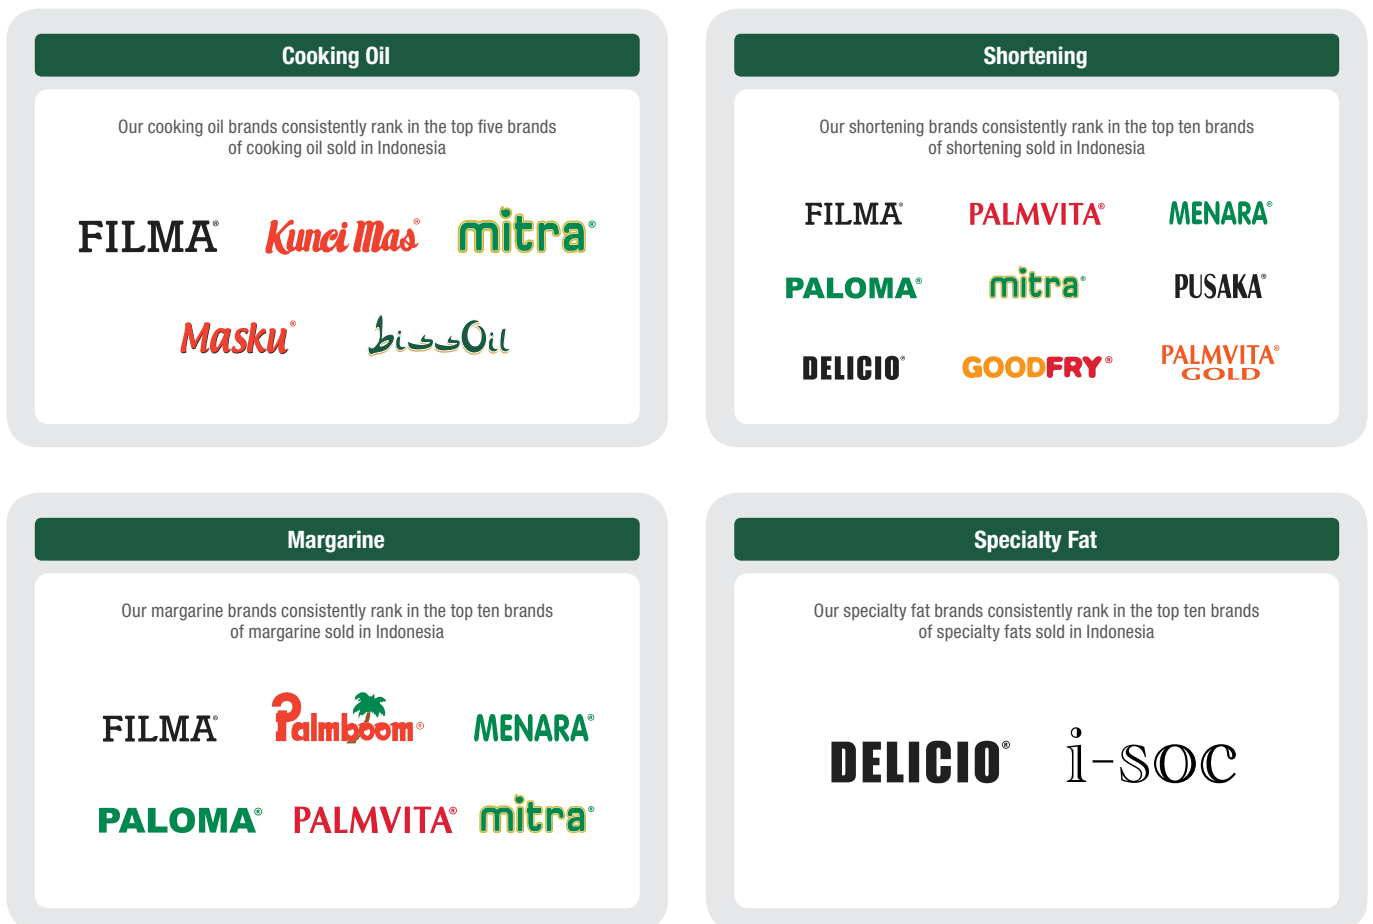 Cooking Oil
Our cooking oil brands consistently rank in the top five brands
of cooking oil sold in Indonesia
FILMA®
Kunci Mas®
mitra®
Masku®
bissOil
Shortening
Our shortening brands consistently rank in the top ten brands
of shortening sold in Indonesia
FILMA®
PALMVITA®
MENARA®
PALOMA®
mitra®
PUSAKA®
DELICIO®
GOODFRY®
PALMVITA®
GOLD
Margarine
Our margarine brands consistently rank in the top ten brands
of margarine sold in Indonesia
FILMA®
Palmboom®
MENARA®
PALOMA®
PALMVITA®
mitra®
Specialty Fat
Our specialty fat brands consistently rank in the top ten brands
of specialty fats sold in Indonesia
DELICIO®
i-soc